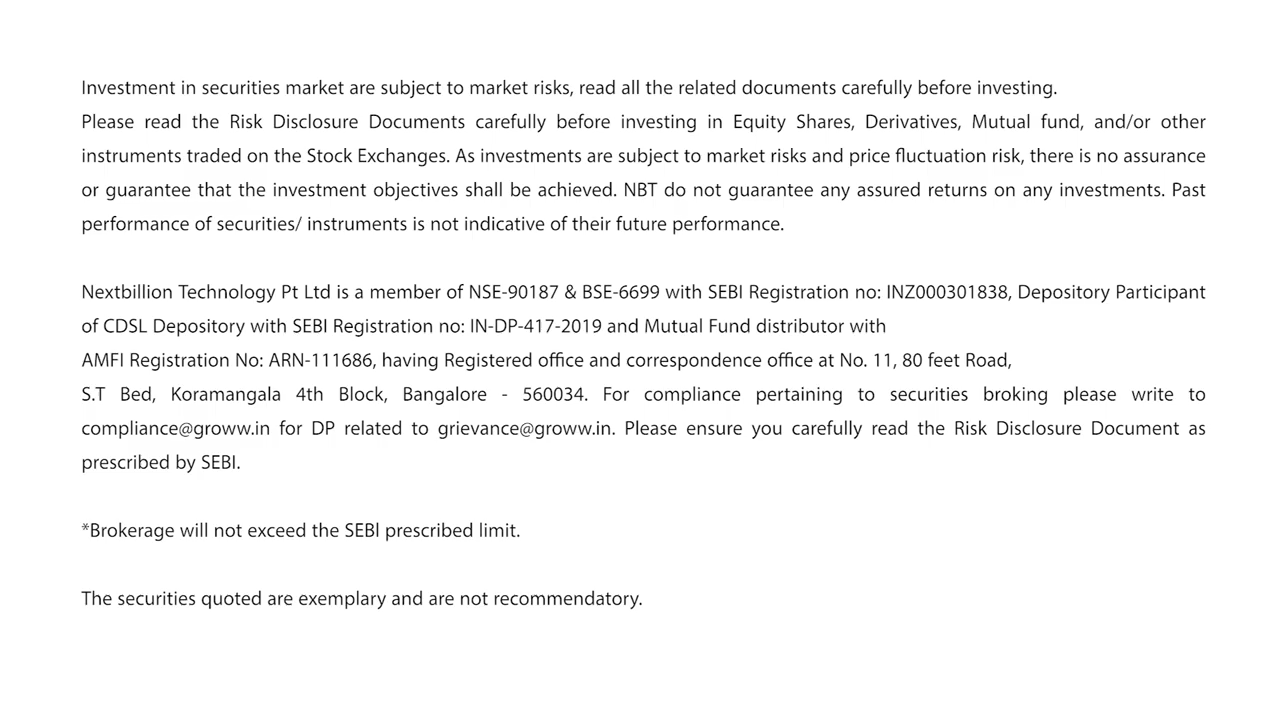 Investment in securities market are subject to market risks, read all the related documents carefully before investing.
Please read the Risk Disclosure Documents carefully before investing in Equity Shares, Derivatives, Mutual fund, and/or other
instruments traded on the Stock Exchanges. As investments are subject to market risks and price fluctuation risk, there is no assurance
or guarantee that the investment objectives shall be achieved. NBT do not guarantee any assured returns on any investments. Past
performance of securities/ instruments is not indicative of their future performance.
Nextbillion Technology Pt Ltd is a member of NSE-90187 & BSE-6699 with SEBI Registration no: INZ000301838, Depository Participant
of CDSL Depository with SEBI Registration no: IN-DP-417-2019 and Mutual Fund distributor with
AMFI Registration No: ARN-111686, having Registered office and correspondence office at No. 11, 80 feet Road,
S.T Bed, Koramangala 4th Block, Bangalore - 560034. For compliance pertaining to securities broking please write to
compliance@groww.in for DP related to grievance@groww.in. Please ensure you carefully read the Risk Disclosure Document as
prescribed by SEBI.
*Brokerage will not exceed the SEBI prescribed limit.
The securities quoted are exemplary and are not recommendatory.